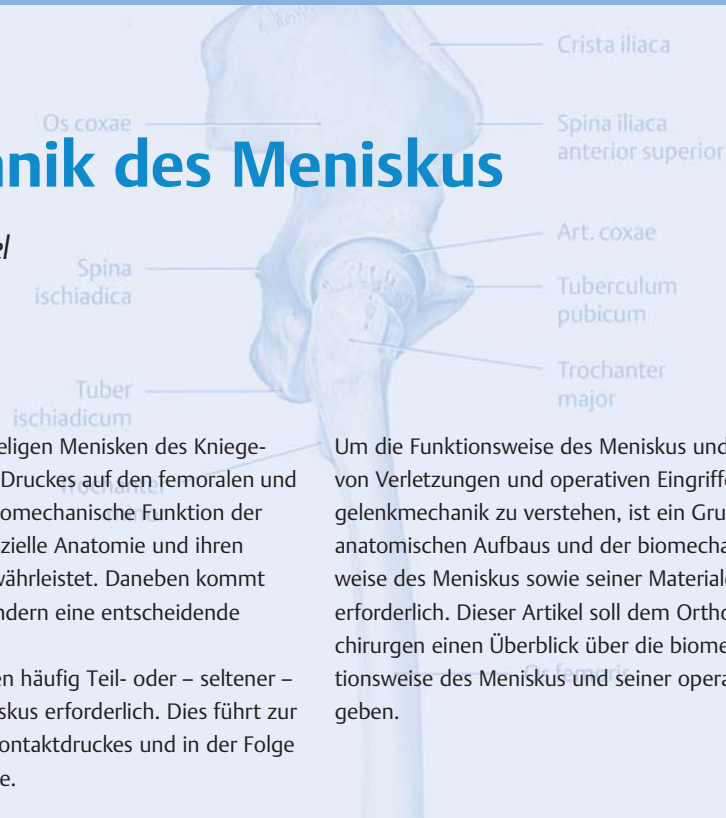 Crista iliaca
Os coxae
Spina iliaca
anterior superior
nik des Meniskus
Art. coxae
Spina
ischiadica
Tuberculum
pubicum
Trochanter
major
Tuber
ischiadicum
eligen Menisken des Kniege-
Druckes auf den femoralen und
omechanische Funktion der
zielle Anatomie und ihren
währleistet. Daneben kommt
ndern eine entscheidende
en häufig Teil- oder – seltener –
skus erforderlich. Dies führt zur
ontaktdruckes und in der Folge
e.
Trochanter
minor
Um die Funktionsweise des Meniskus und
von Verletzungen und operativen Eingriffe
gelenkmechanik zu verstehen, ist ein Gru
anatomischen Aufbaus und der biomecha
weise des Meniskus sowie seiner Materiale
erforderlich. Dieser Artikel soll dem Ortho
chirurgen einen Überblick über die biome
tionsweise des Meniskus und seiner opera
geben.
Os femoris